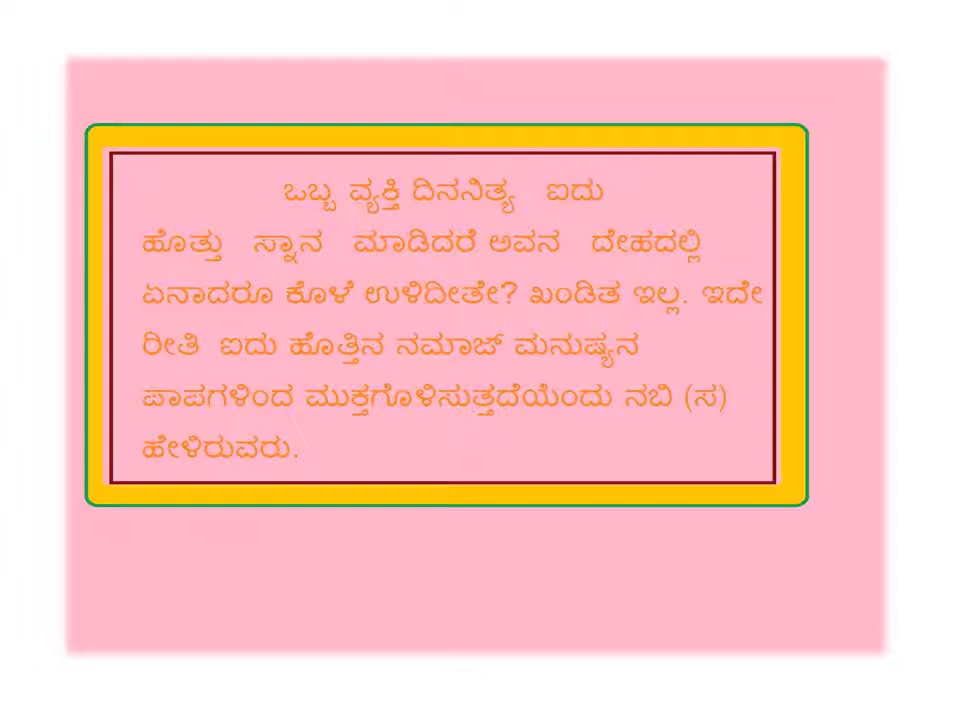 ಒಬ್ಬ ವ್ಯಕ್ತಿ ದಿನನಿತ್ಯ ಐದು
ಹೊತ್ತು ಸ್ನಾನ ಮಾಡಿದರೆ ಅವನ ದೇಹದಲ್ಲಿ
ಏನಾದರೂ ಕೊಳೆ ಉಳಿದೀತೇ? ಖಂಡಿತ ಇಲ್ಲ. ಇದೇ
ರೀತಿ ಐದು ಹೊತ್ತಿನ ನಮಾಜ್ ಮನುಷ್ಯನ
ಪಾಪಗಳಿಂದ ಮುಕ್ತಗೊಳಿಸುತ್ತದೆಯೆಂದು ನಬಿ (ಸ)
ಹೇಳಿರುವರು.